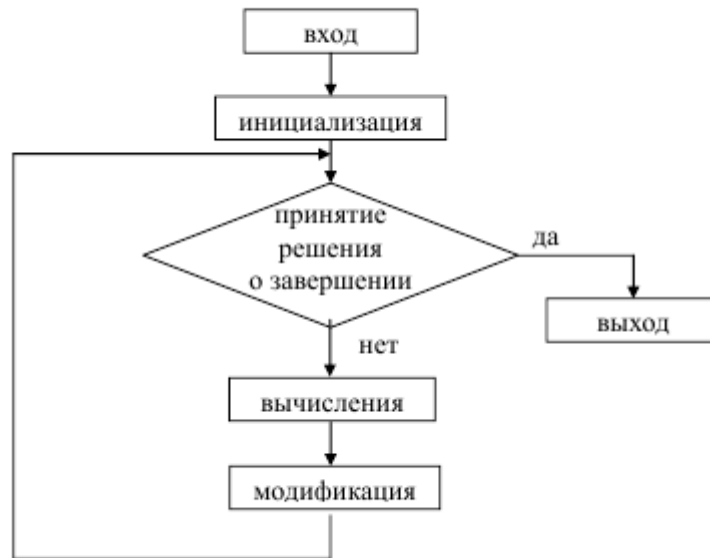 вход
инициализация
принятие
решения
о завершении
да
выход
нет
вычисления
модификация